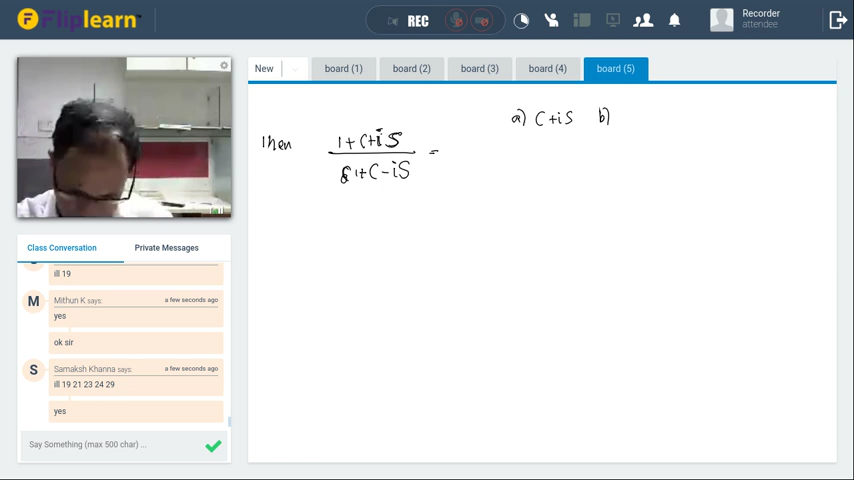 Fliplearn
REC
Recorder
attendee
New
board (1)
board (2)
board (3)
board (4)
board (5)
a) C+iS b)
Then 1+C+iS
=
1+C-iS
Class Conversation
Private Messages
ill 19
M
Mithun K says:
a few seconds ago
yes
ok sir
S
Samaksh Khanna says:
a few seconds ago
ill 19 21 23 24 29
yes
Say Something (max 500 char) ...